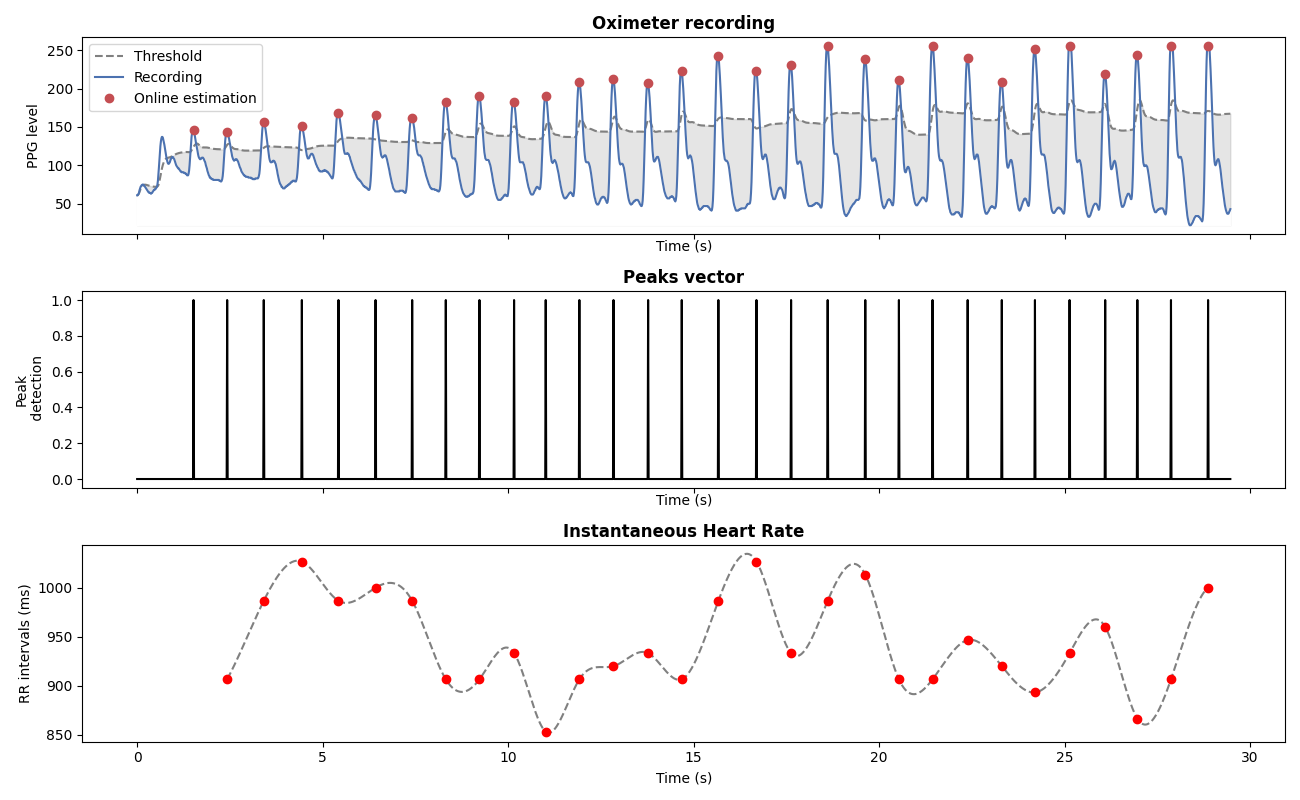 Oximeter recording
PPG level
250
200
150
100
50
Threshold
Recording
Online estimation
Time (s)
Peaks vector
Peak
detection
1.0
0.8
0.6
0.4
0.2
0.0
Time (s)
Instantaneous Heart Rate
RR intervals (ms)
1000
950
900
850
0 5 10 15 20 25 30
Time (s)